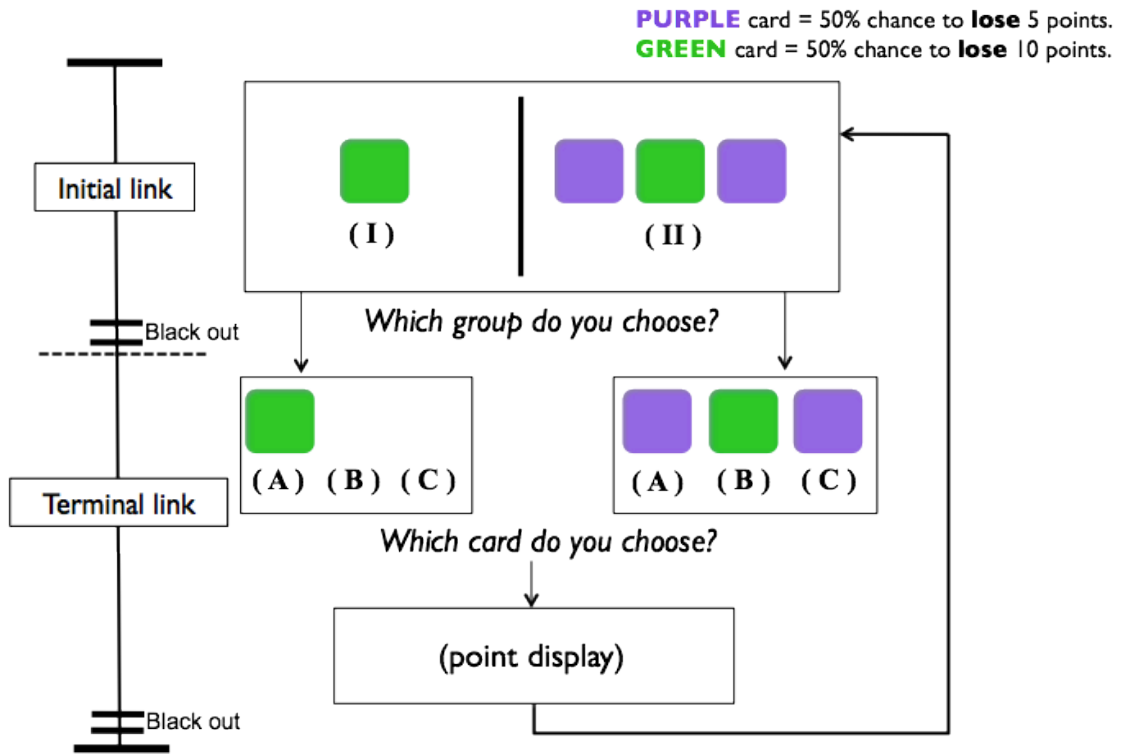 PURPLE card = 50% chance to lose 5 points.
GREEN card = 50% chance to lose 10 points.
Initial link
( I )
( II )
Which group do you choose?
Black out
( A ) ( B ) ( C )
( A ) ( B ) ( C )
Terminal link
Which card do you choose?
(point display)
Black out